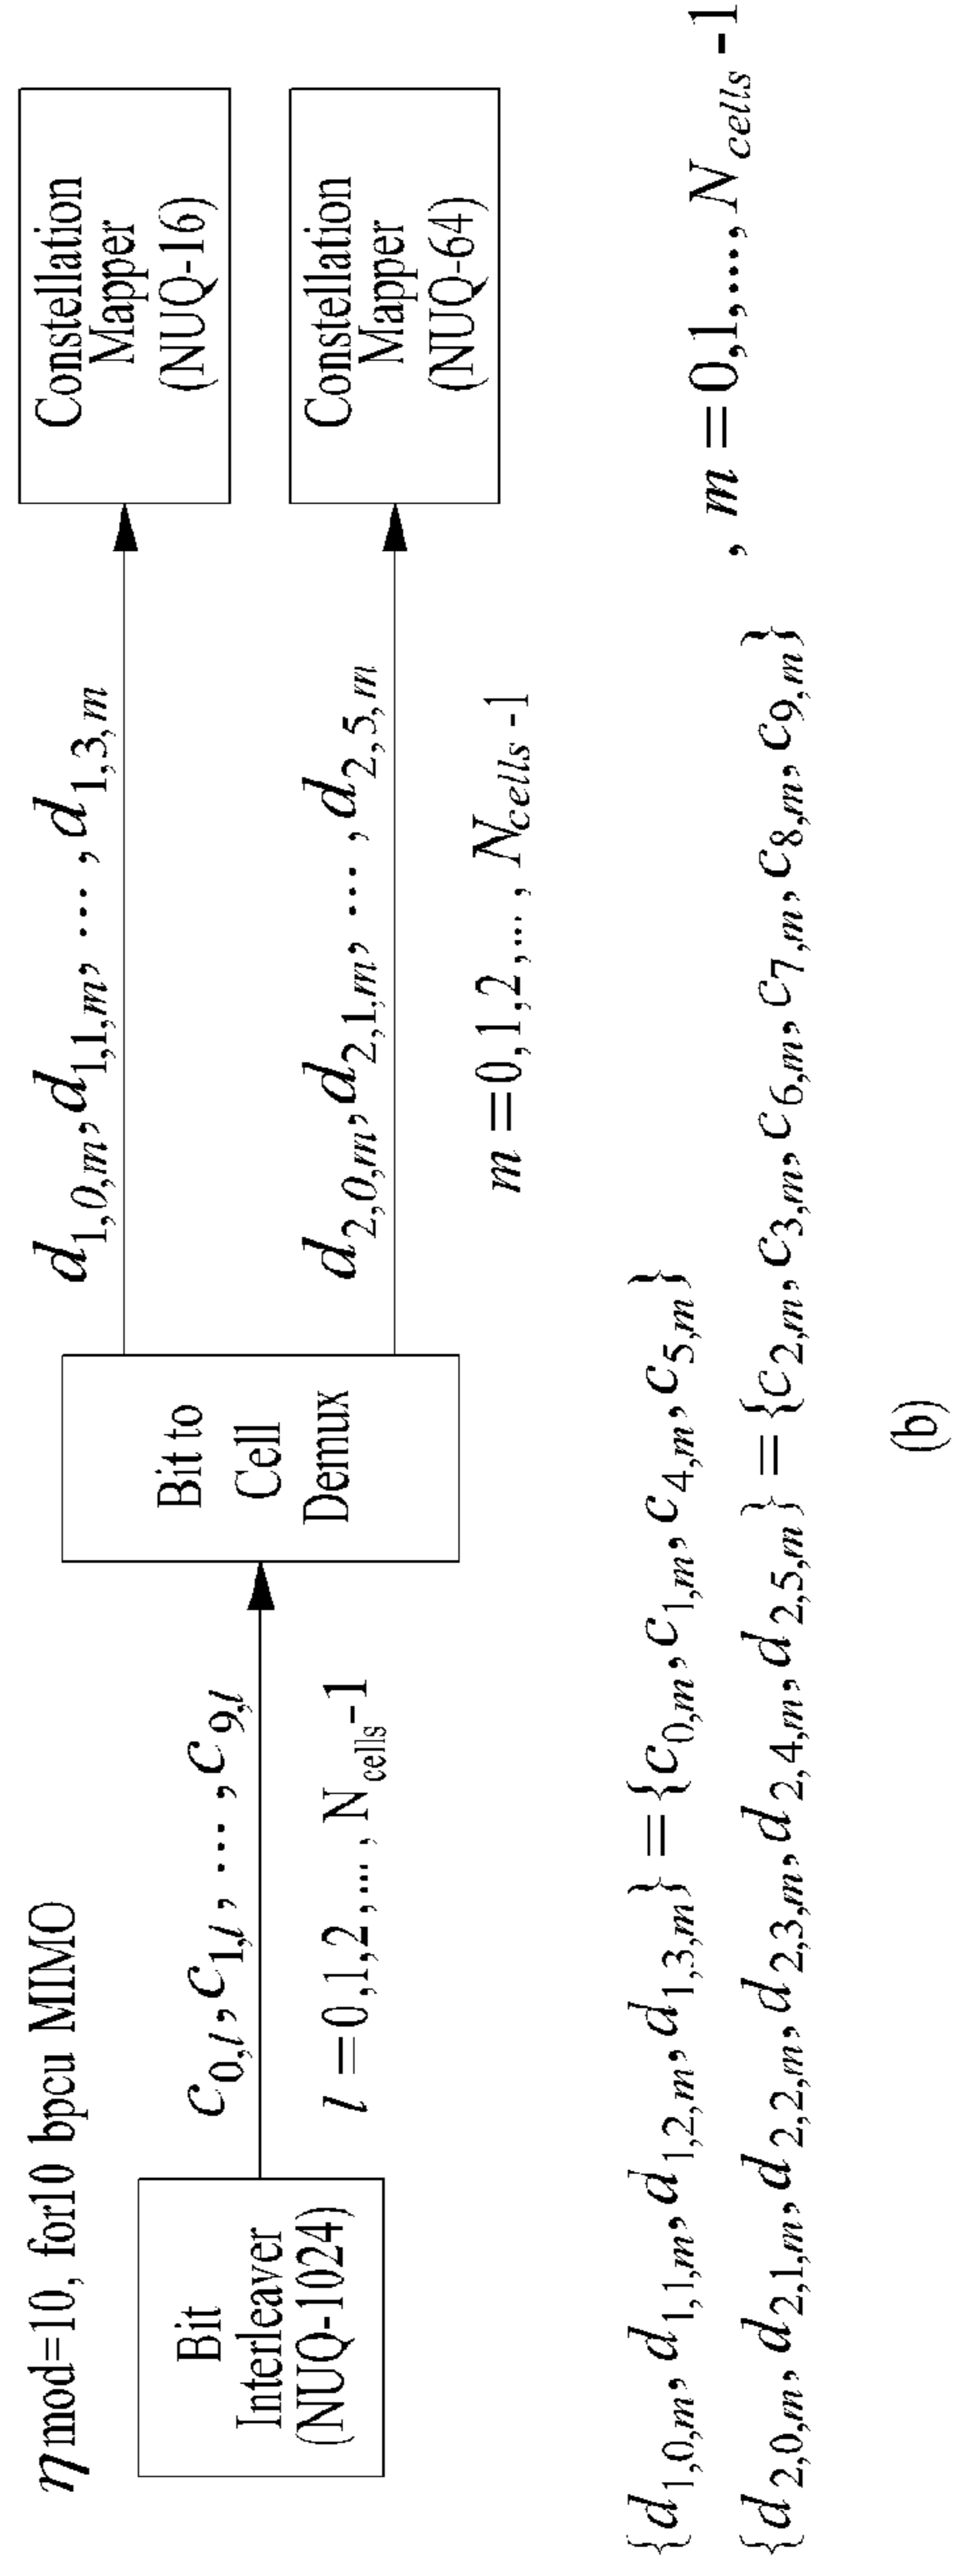 η mod=10, for10 bpcu MIMO
Bit
Interleaver
(NUQ-1024)
c0,l, c1,l, ..., c9,l
l =0,1,2,..., Ncells-1
Bit to
Cell
Demux
d1,0,m, d1,1,m, ..., d1,3,m
d2,0,m, d2,1,m, ..., d2,5,m
m =0,1,2,..., Ncells-1
Constellation
Mapper
(NUQ-16)
Constellation
Mapper
(NUQ-64)
{d1,0,m, d1,1,m, d1,2,m, d1,3,m} ={c0,m, c1,m, c4,m, c5,m}
{d2,0,m, d2,1,m, d2,2,m, d2,3,m, d2,4,m, d2,5,m} ={c2,m, c3,m, c6,m, c7,m, c8,m, c9,m}
, m =0,1,..., Ncells-1
(b)